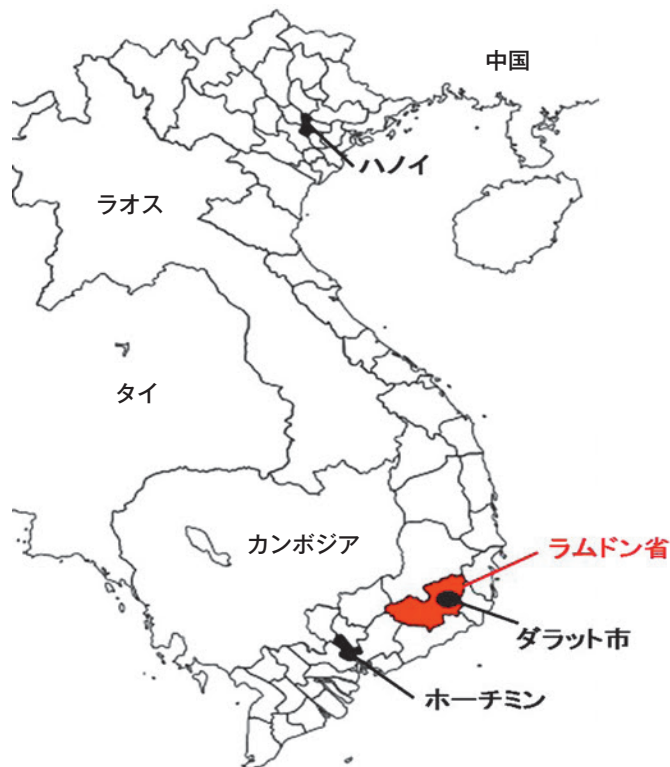 中国
ハノイ
ラオス
タイ
カンボジア
ラムドン省
ダラット市
ホーチミン